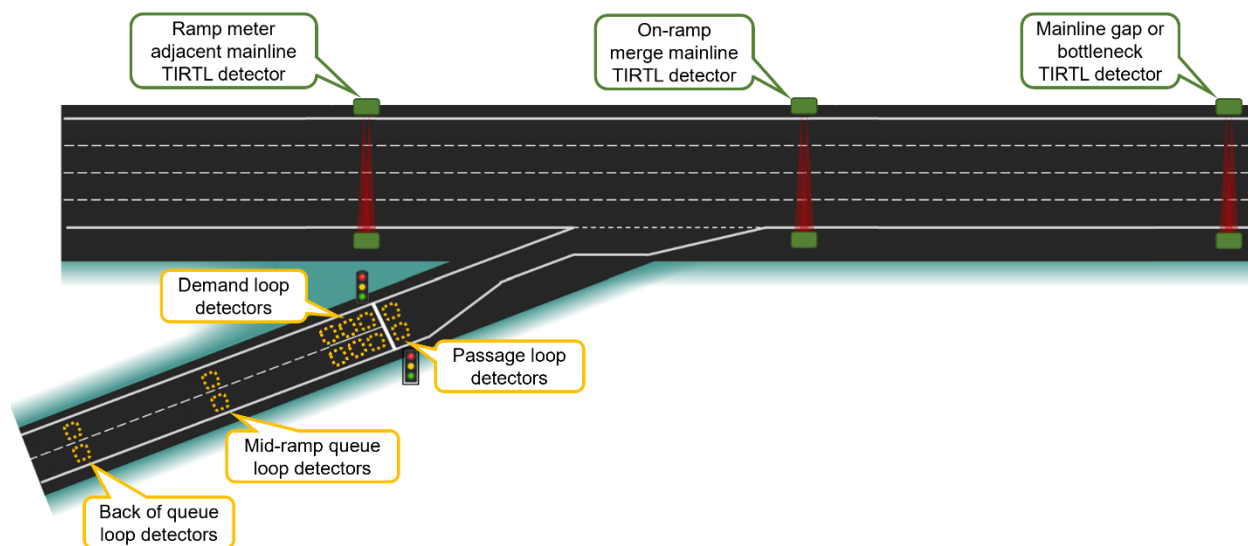 Ramp meter
adjacent mainline
TIRTL detector
On-ramp
merge mainline
TIRTL detector
Mainline gap or
bottleneck
TIRTL detector
Demand loop
detectors
Passage loop
detectors
Mid-ramp queue
loop detectors
Back of queue
loop detectors